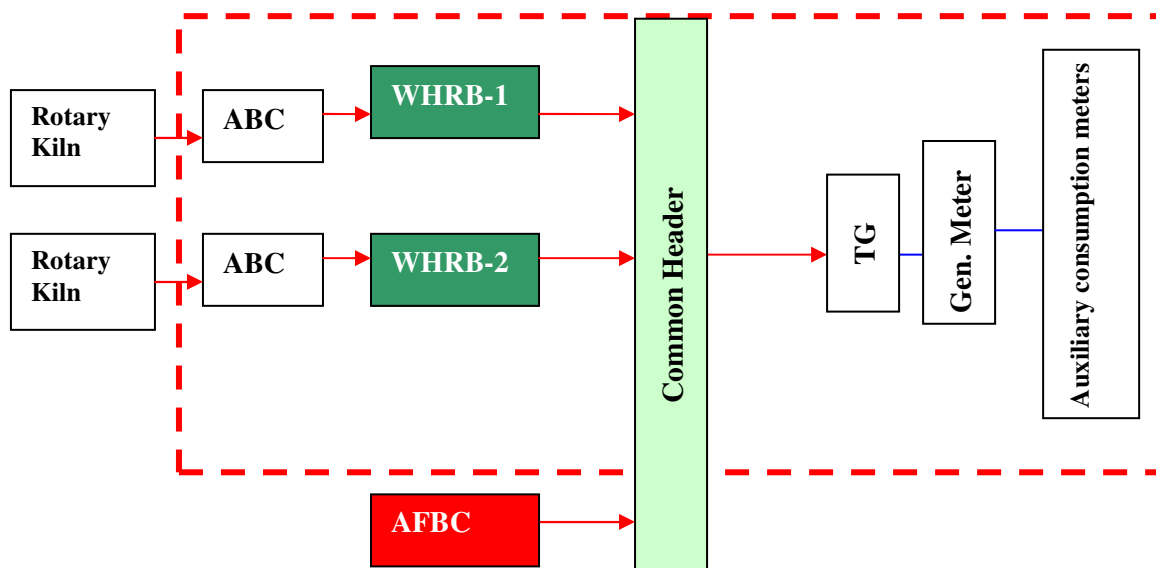 Rotary
Kiln
ABC
WHRB-1
Rotary
Kiln
ABC
WHRB-2
AFBC
Common Header
TG
Gen. Meter
Auxiliary consumption meters